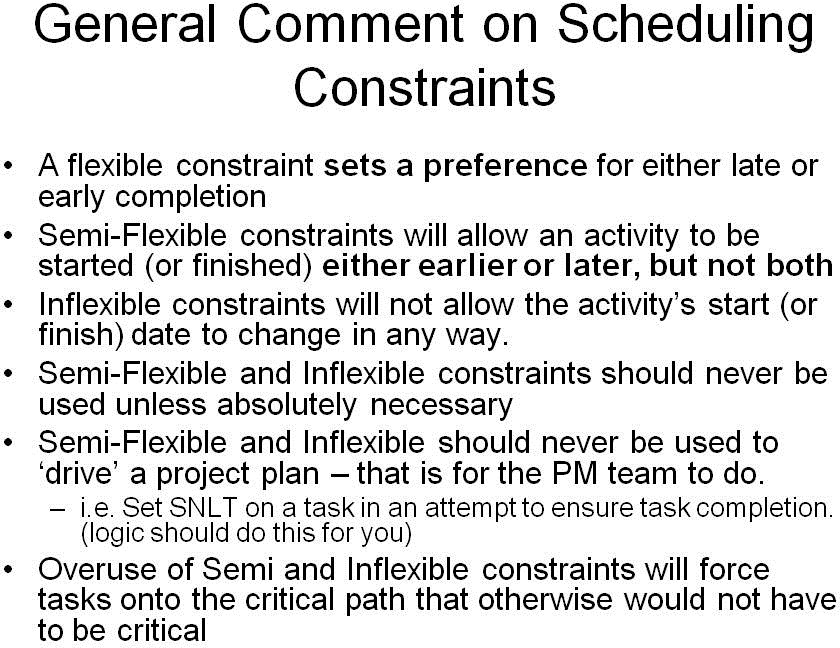 General Comment on Scheduling
Constraints
• A flexible constraint sets a preference for either late or
early completion
• Semi-Flexible constraints will allow an activity to be
started (or finished) either earlier or later, but not both
• Inflexible constraints will not allow the activity’s start (or
finish) date to change in any way.
• Semi-Flexible and Inflexible constraints should never be
used unless absolutely necessary
• Semi-Flexible and Inflexible should never be used to
‘drive’ a project plan – that is for the PM team to do.
– i.e. Set SNLT on a task in an attempt to ensure task completion.
(logic should do this for you)
• Overuse of Semi and Inflexible constraints will force
tasks onto the critical path that otherwise would not have
to be critical